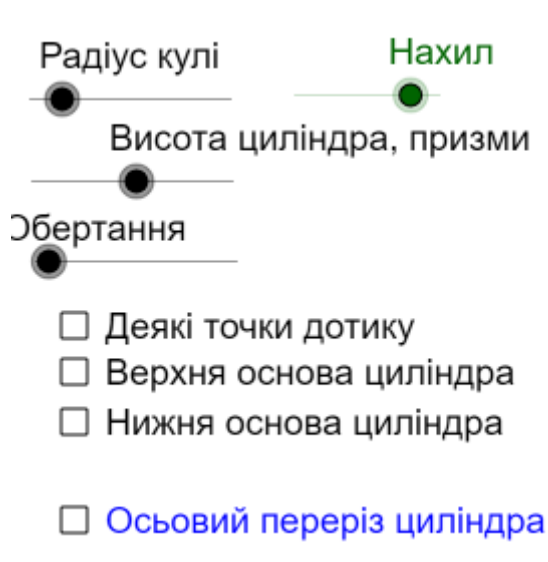 Радіус кулі
Нахил
Висота циліндра, призми
Обертання
Деякі точки дотику
Верхня основа циліндра
Нижня основа циліндра
Осьовий переріз циліндра